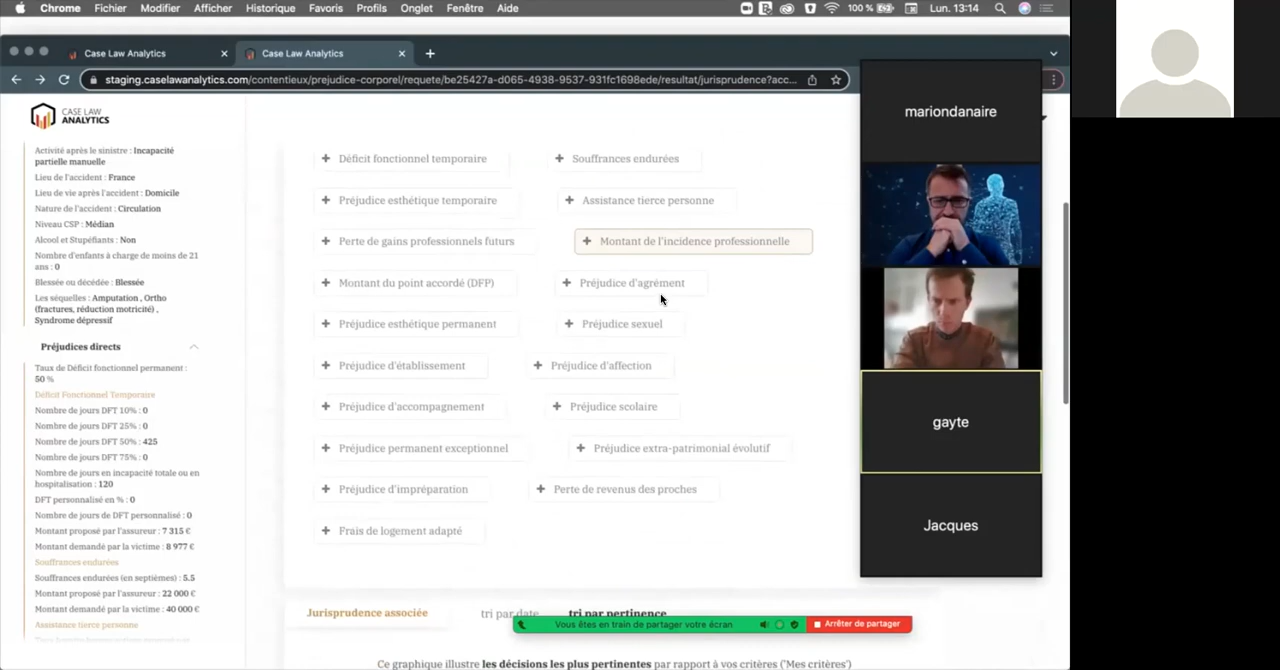 Chrome Fichier Modifier Afficher Historique Favoris Profils Onglet Fenêtre Aide 100 % Lun. 13:14
Case Law Analytics
Case Law Analytics
staging.caselawanalytics.com/contentieux/prejudice-corporel/requete/be25427a-d065-4938-9537-931fc1698ede/resultat/jurisprudence?acc...
CASE LAW
ANALYTICS
Activité après le sinistre : Incapacité
partielle manuelle
Lieu de l'accident : France
Lieu de vie après l'accident : Domicile
Nature de l'accident : Circulation
Niveau CSP : Médian
Alcool et Stupéfiants : Non
Nombre d'enfants à charge de moins de 21
ans : 0
Blessée ou décédée : Blessée
Les séquelles : Amputation , Ortho
(fractures, réduction motricité) ,
Syndrome dépressif
Préjudices directs
Taux de Déficit fonctionnel permanent :
50 %
Déficit Fonctionnel Temporaire
Nombre de jours DFT 10% : 0
Nombre de jours DFT 25% : 0
Nombre de jours DFT 50% : 425
Nombre de jours DFT 75% : 0
Nombre de jours en incapacité totale ou en
hospitalisation : 120
DFT personnalisé en % : 0
Nombre de jours de DFT personnalisé : 0
Montant proposé par l'assureur : 7 315 €
Montant demandé par la victime : 8 977 €
Souffrances endurées
Souffrances endurées (en septièmes) : 5.5
Montant proposé par l'assureur : 22 000 €
Montant demandé par la victime : 40 000 €
Assistance tierce personne
+ Déficit fonctionnel temporaire
+ Souffrances endurées
+ Préjudice esthétique temporaire
+ Assistance tierce personne
Perte de gains professionnels futurs
+ Montant de l'incidence professionnelle
+ Montant du point accordé (DFP)
+ Préjudice d'agrément
+ Préjudice esthétique permanent
+ Préjudice sexuel
+ Préjudice d'établissement
+ Préjudice d'affection
+ Préjudice d'accompagnement
+ Préjudice scolaire
+ Préjudice permanent exceptionnel
+ Préjudice extra-patrimonial évolutif
+ Préjudice d'impréparation
+ Perte de revenus des proches
+ Frais de logement adapté
Jurisprudence associée
tri par date
tri par pertinence
Vous êtes en train de partager votre écran
Arrêter de partager
Ce graphique illustre les décisions les plus pertinentes par rapport à vos critères ('Mes critères')
mariondanaire
gayte
Jacques